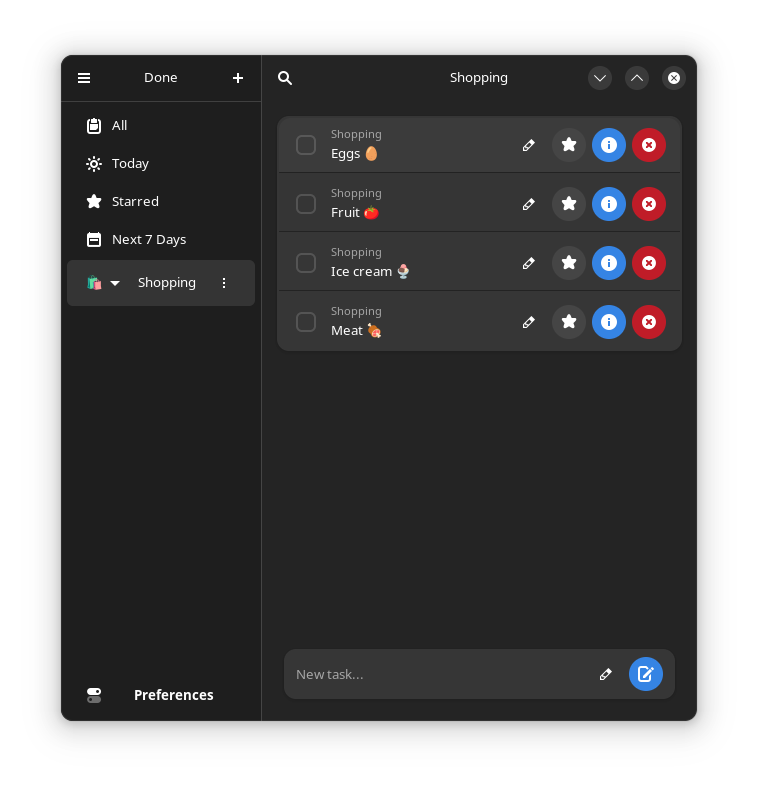 Done
Shopping
All
Today
Starred
Next 7 Days
🛍️ Shopping
Shopping
Eggs 🥚
Shopping
Fruit 🍅
Shopping
Ice cream 🍨
Shopping
Meat 🍖
New task...
Preferences